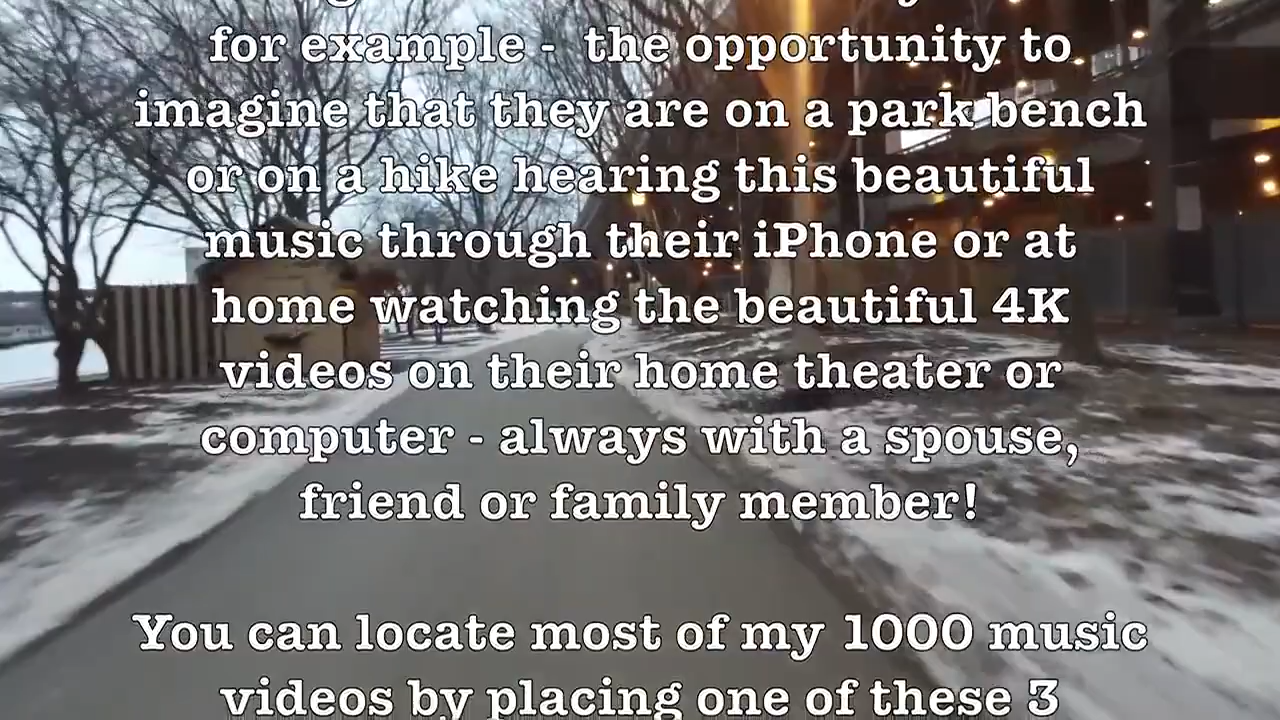 for example - the opportunity to
imagine that they are on a park bench
or on a hike hearing this beautiful
music through their iPhone or at
home watching the beautiful 4K
videos on their home theater or
computer - always with a spouse,
friend or family member!
You can locate most of my 1000 music
videos by placing one of these 3